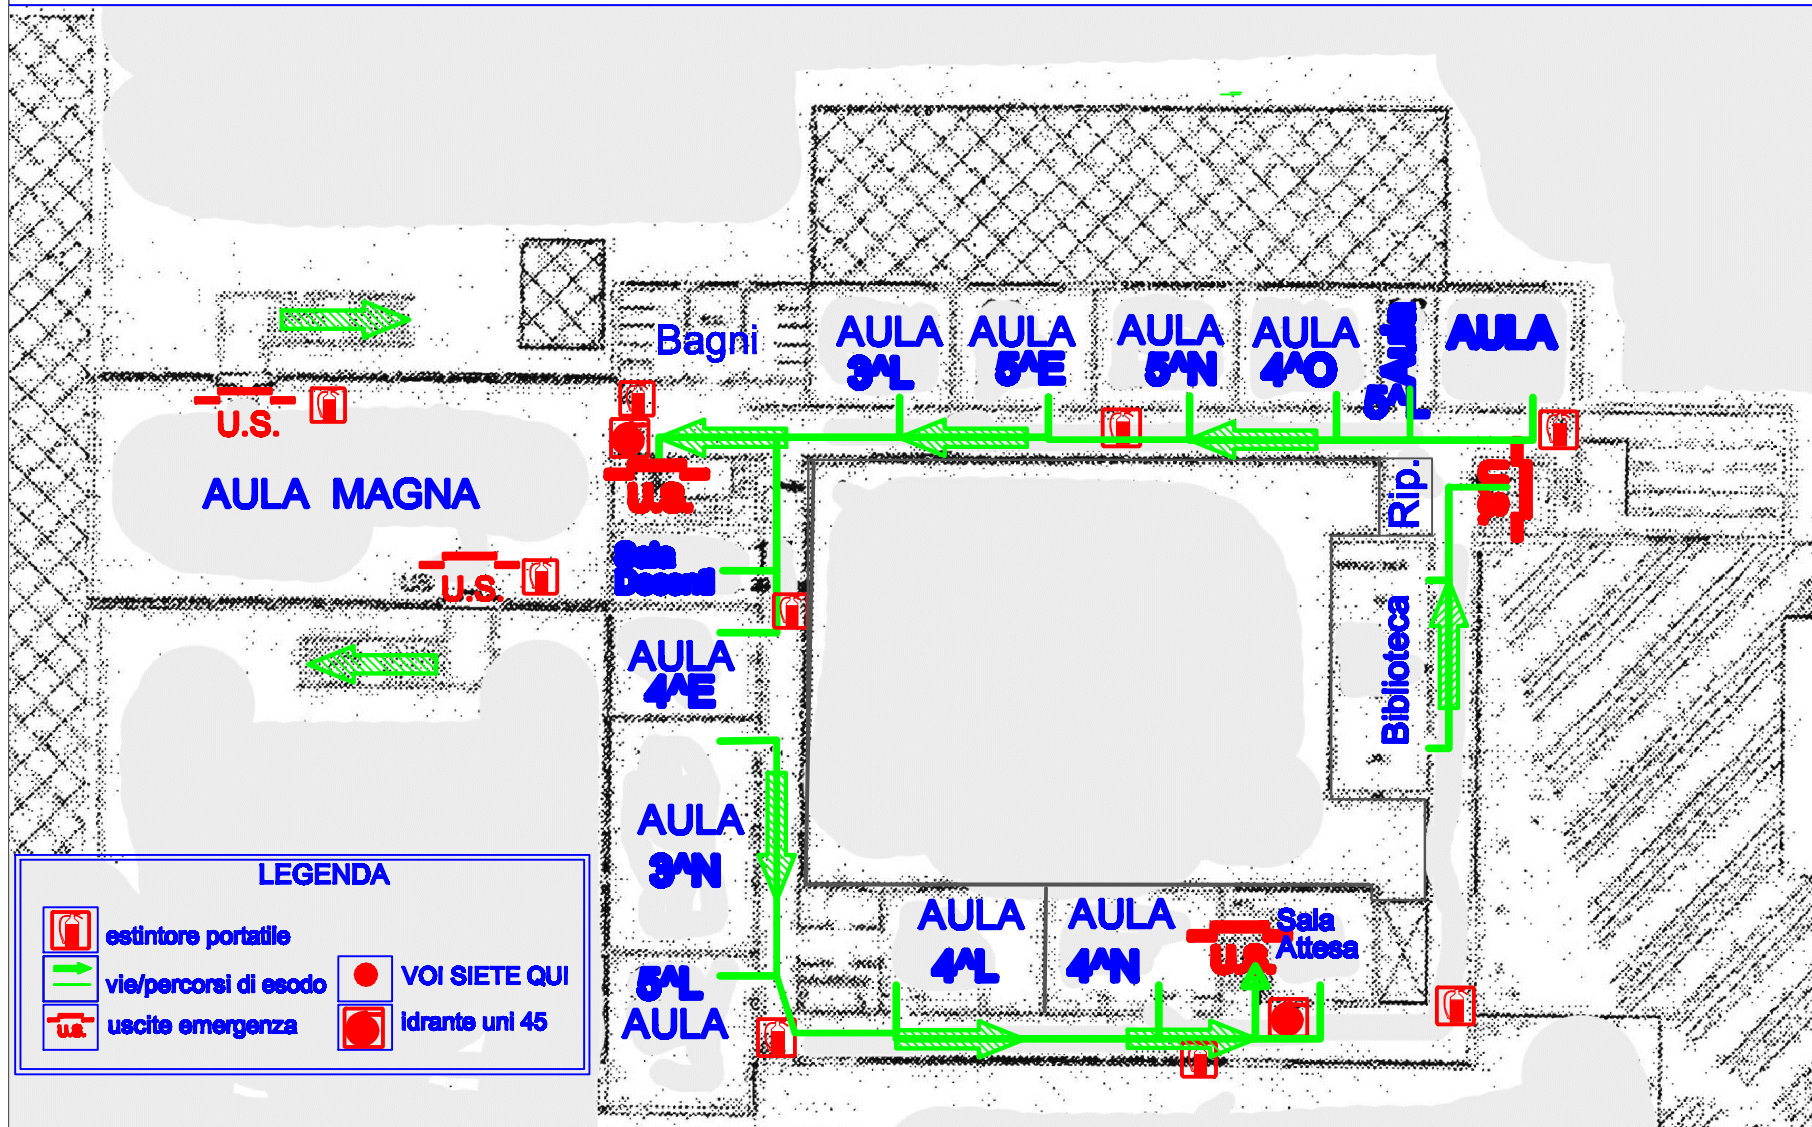 Bagni
AULA
3^L
AULA
5^E
AULA
5^N
AULA
4^O
Aula
5^L
AULA
U.S.
AULA MAGNA
U.S.
U.S.
U.S.
Rip.
Sala
Docenti
U.S.
AULA
4^E
Biblioteca
AULA
3^N
5^L
AULA
AULA
4^L
AULA
4^N
U.S.
Sala
Attesa
LEGENDA
estintore portatile
vie/percorsi di esodo
VOI SIETE QUI
u.s.
uscite emergenza
idrante uni 45